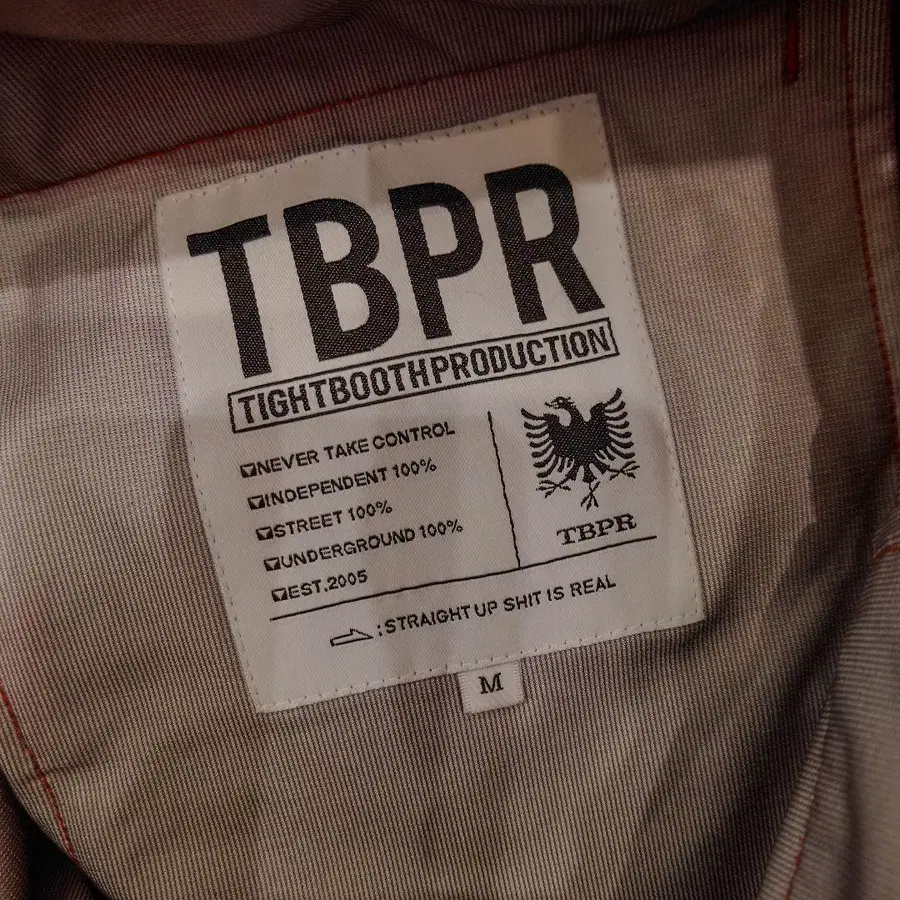 TBPR
TIGHTBOOTHPRODUCTION
NEVER TAKE CONTROL
INDEPENDENT 100%
STREET 100%
UNDERGROUND 100%
EST.2005
TBPR
:STRAIGHT UP SHIT IS REAL
M